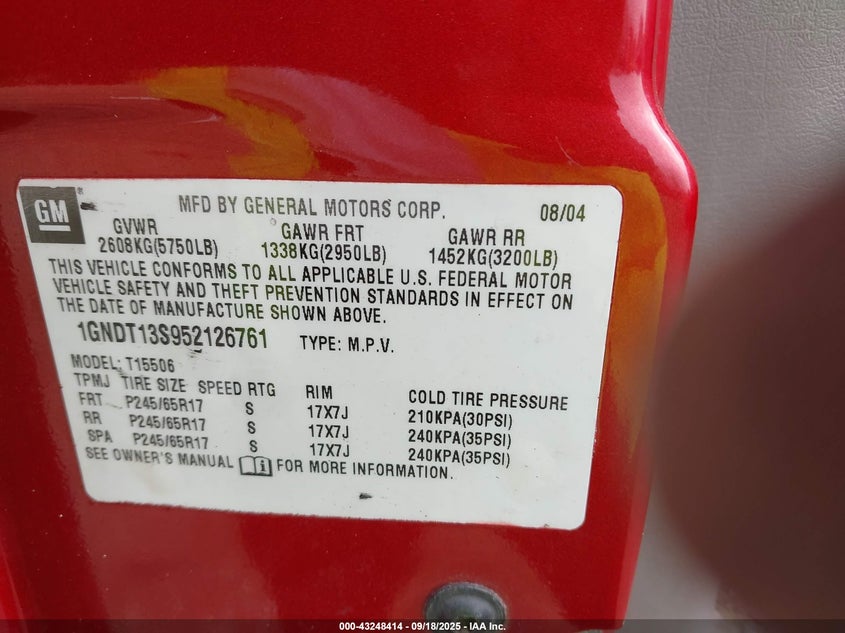 GM ®
MFD BY GENERAL MOTORS CORP. 08/04
GVWR GAWR FRT GAWR RR
2608KG(5750LB) 1338KG(2950LB) 1452KG(3200LB)
THIS VEHICLE CONFORMS TO ALL APPLICABLE U.S. FEDERAL MOTOR
VEHICLE SAFETY AND THEFT PREVENTION STANDARDS IN EFFECT ON
THE DATE OF MANUFACTURE SHOWN ABOVE.
1GNDT13S952126761 TYPE: M.P.V.
MODEL: T15506
TPMJ TIRE SIZE SPEED RTG RIM COLD TIRE PRESSURE
FRT P245/65R17 S 17X7J 210KPA(30PSI)
RR P245/65R17 S 17X7J 240KPA(35PSI)
SPA P245/65R17 S 17X7J 240KPA(35PSI)
SEE OWNER'S MANUAL FOR MORE INFORMATION.
000-43248414 - 09/18/2025 - IAA Inc.